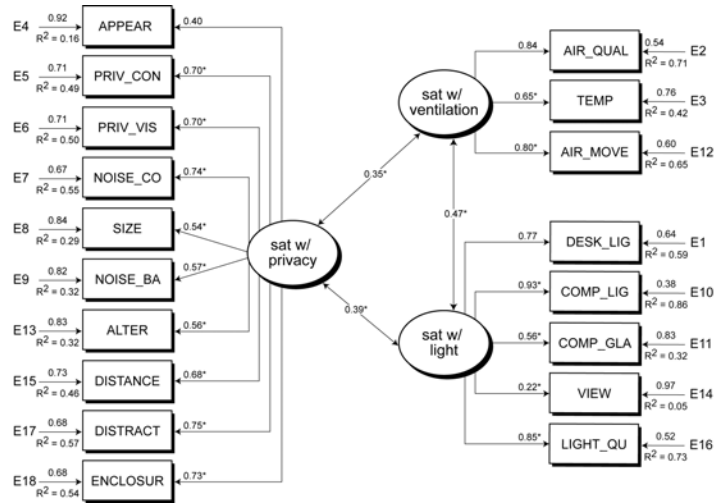 E4 0.92 APPEAR 0.40
R² = 0.16
E5 0.71 PRIV_CON 0.70*
R² = 0.49
E6 0.71 PRIV_VIS 0.70*
R² = 0.50
E7 0.67 NOISE_CO 0.74*
R² = 0.55
E8 0.84 SIZE 0.54*
R² = 0.29
E9 0.82 NOISE_BA 0.57*
R² = 0.32
E13 0.83 ALTER 0.56*
R² = 0.32
E15 0.73 DISTANCE 0.68*
R² = 0.46
E17 0.68 DISTRACT 0.75*
R² = 0.57
E18 0.68 ENCLOSUR 0.73*
R² = 0.54
sat w/
privacy
0.35*
0.39*
0.47*
sat w/
ventilation
0.84 AIR_QUAL 0.54 E2
R² = 0.71
0.65* TEMP 0.76 E3
R² = 0.42
0.80* AIR_MOVE 0.60 E12
R² = 0.65
sat w/
light
0.77 DESK_LIG 0.64 E1
R² = 0.59
0.93* COMP_LIG 0.38 E10
R² = 0.86
0.56* COMP_GLA 0.83 E11
R² = 0.32
0.22* VIEW 0.97 E14
R² = 0.05
0.85* LIGHT_QU 0.52 E16
R² = 0.73